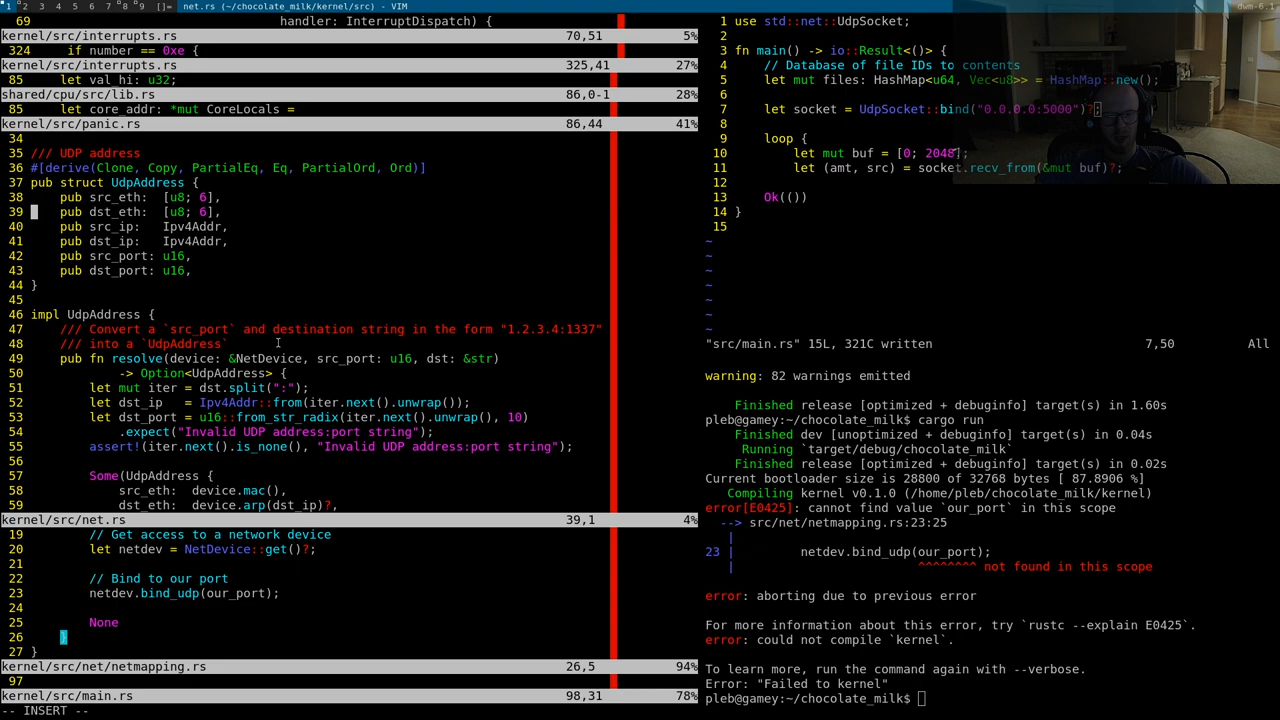 1 2 3 4 5 6 7 8 9 []= net.rs (~/chocolate_milk/kernel/src) - VIM
dwm-6.1
69                                  handler: InterruptDispatch) {
kernel/src/interrupts.rs 70,51 5%
324     if number == 0xe {
kernel/src/interrupts.rs 325,41 27%
85     let val_hi: u32;
shared/cpu/src/lib.rs 86,0-1 28%
85     let core_addr: *mut CoreLocals =
kernel/src/panic.rs 86,44 41%
34
35 /// UDP address
36 #[derive(Clone, Copy, PartialEq, Eq, PartialOrd, Ord)]
37 pub struct UdpAddress {
38     pub src_eth:  [u8; 6],
39     pub dst_eth:  [u8; 6],
40     pub src_ip:   Ipv4Addr,
41     pub dst_ip:   Ipv4Addr,
42     pub src_port: u16,
43     pub dst_port: u16,
44 }
45
46 impl UdpAddress {
47     /// Convert a `src_port` and destination string in the form "1.2.3.4:1337"
48     /// into a `UdpAddress`
49     pub fn resolve(device: &NetDevice, src_port: u16, dst: &str)
50             -> Option<UdpAddress> {
51         let mut iter = dst.split(":");
52         let dst_ip   = Ipv4Addr::from(iter.next().unwrap());
53         let dst_port = u16::from_str_radix(iter.next().unwrap(), 10)
54             .expect("Invalid UDP address:port string");
55         assert!(iter.next().is_none(), "Invalid UDP address:port string");
56
57         Some(UdpAddress {
58             src_eth:  device.mac(),
59             dst_eth:  device.arp(dst_ip)?,
kernel/src/net.rs 39,1 4%
19         // Get access to a network device
20         let netdev = NetDevice::get()?;
21
22         // Bind to our port
23         netdev.bind_udp(our_port);
24
25         None
26     }
27 }
kernel/src/net/netmapping.rs 26,5 94%
97
kernel/src/main.rs 98,31 78%
-- INSERT --
1 use std::net::UdpSocket;
2
3 fn main() -> io::Result<()> {
4     // Database of file IDs to contents
5     let mut files: HashMap<u64, Vec<u8>> = HashMap::new();
6
7     let socket = UdpSocket::bind("0.0.0.0:5000")?;
8
9     loop {
10         let mut buf = [0; 2048];
11         let (amt, src) = socket.recv_from(&mut buf)?;
12
13     Ok(())
14 }
15
~
~
~
~
~
~
~
"src/main.rs" 15L, 321C written 7,50 All
warning: 82 warnings emitted
    Finished release [optimized + debuginfo] target(s) in 1.60s
pleb@gamey:~/chocolate_milk$ cargo run
    Finished dev [unoptimized + debuginfo] target(s) in 0.04s
     Running `target/debug/chocolate_milk`
    Finished release [optimized + debuginfo] target(s) in 0.02s
Current bootloader size is 28800 of 32768 bytes [ 87.8906 %]
   Compiling kernel v0.1.0 (/home/pleb/chocolate_milk/kernel)
error[E0425]: cannot find value `our_port` in this scope
  --> src/net/netmapping.rs:23:25
   |
23 |         netdev.bind_udp(our_port);
   |                         ^^^^^^^^ not found in this scope
error: aborting due to previous error
For more information about this error, try `rustc --explain E0425`.
error: could not compile `kernel`.
To learn more, run the command again with --verbose.
Error: "Failed to kernel"
pleb@gamey:~/chocolate_milk$